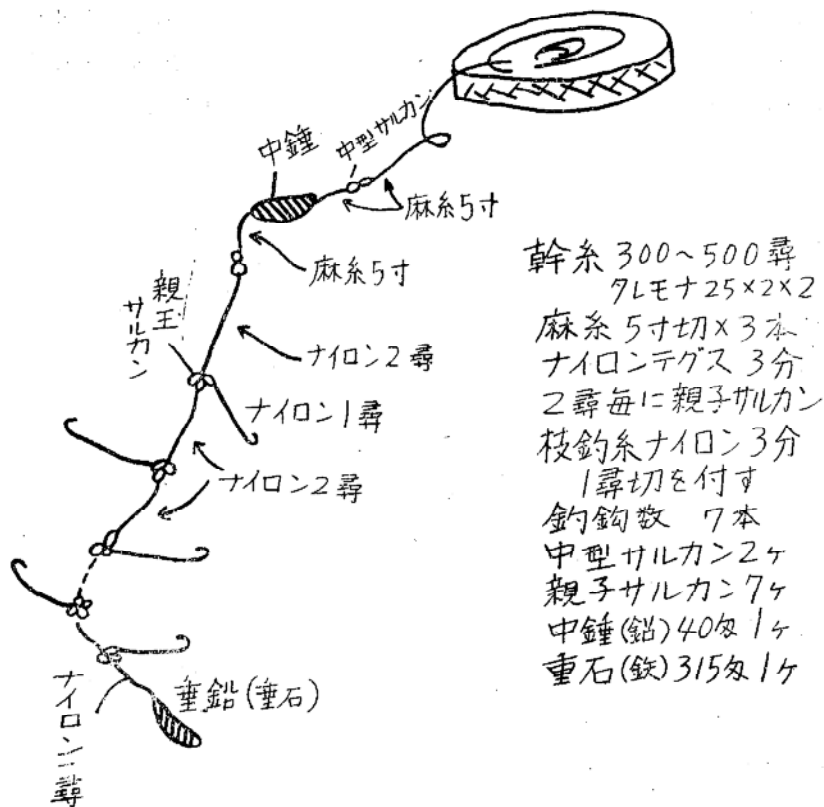 中錘
中型サルカン
麻糸5寸
麻糸5寸
親王
サルカン
ナイロン2尋
ナイロン1尋
ナイロン2尋
垂鉛(垂石)
ナイロン二尋
幹糸 300~500尋
クレモナ25×2×2
麻糸5寸切×3本
ナイロンテグス 3分
2尋毎に親子サルカン
枝釣糸ナイロン3分
1尋切を付す
釣鈎数 7本
中型サルカン2ヶ
親子サルカン7ヶ
中錘(鉛)40匁1ヶ
重石(鉄)315匁1ヶ